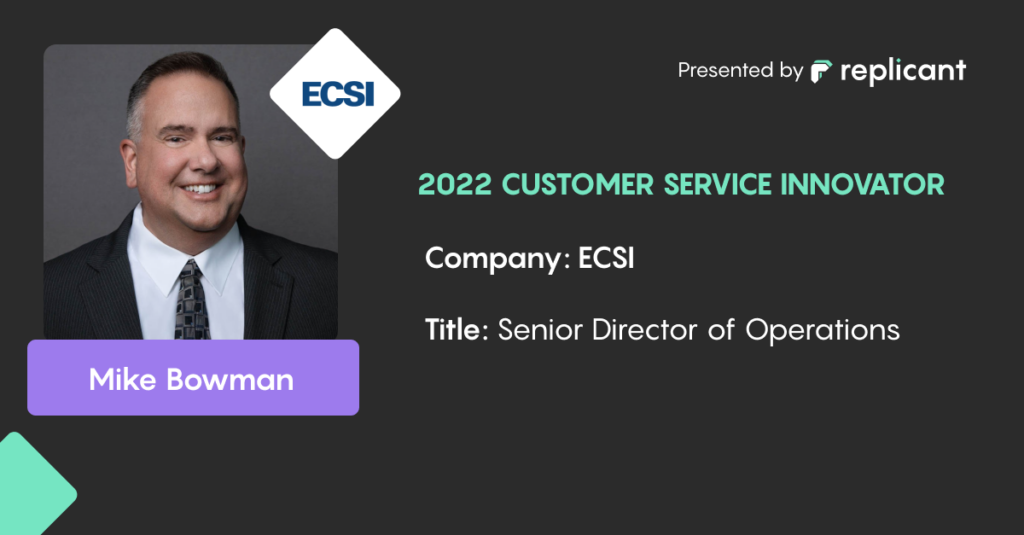 ECSI
Presented by replicant
2022 CUSTOMER SERVICE INNOVATOR
Company: ECSI
Title: Senior Director of Operations
Mike Bowman